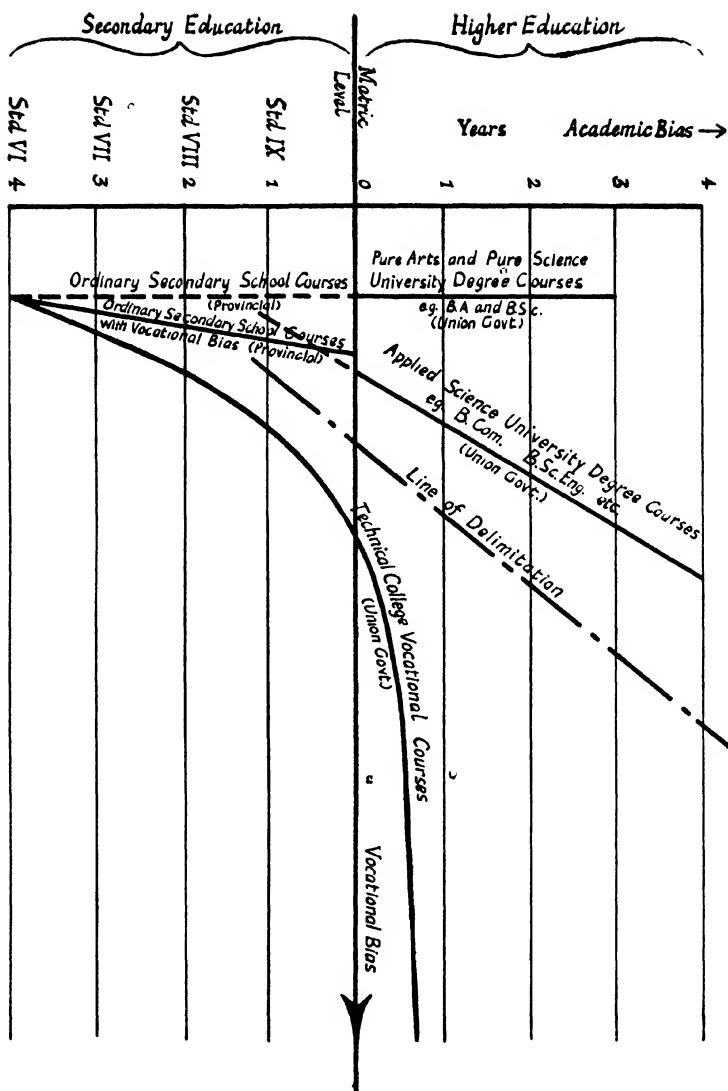 Secondary Education
Higher Education
Matric
Level
Years
Academic Bias
Std VI
Std VII
Std VIII
Std IX
4
3
2
1
0
1
2
3
4
Ordinary Secondary School Courses
(Provincial)
Pure Arts and Pure Science
University Degree Courses
e.g. B.A and B.Sc.
(Union Govt.)
Ordinary Secondary School Courses
with Vocational Bias (Provincial)
Applied Science University Degree Courses
eg. B.Com. B.Sc.Eng. etc.
(Union Govt.)
Line of Delimitation
Technical College Vocational Courses
(Union Govt.)
Vocational Bias